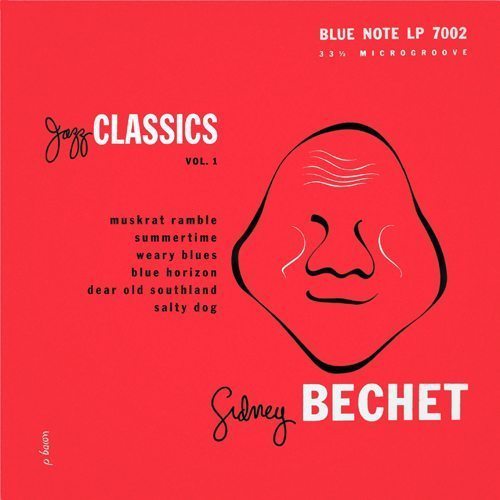 BLUE NOTE LP 7002
33⅓ MICROGROOVE
Jazz CLASSICS
VOL. 1
muskrat ramble
summertime
weary blues
blue horizon
dear old southland
salty dog
Sidney BECHET
p bacon